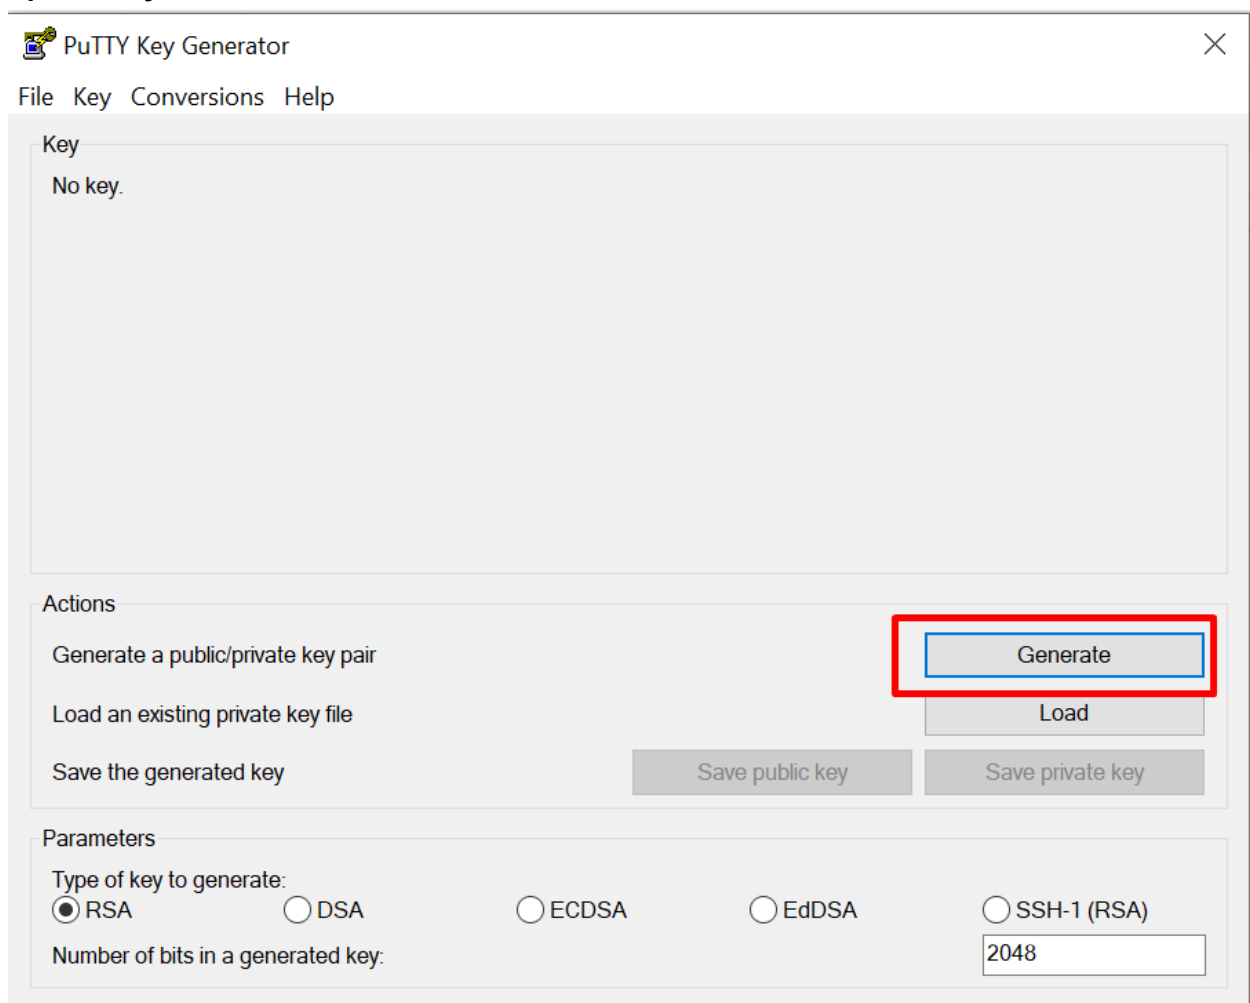 PuTTY Key Generator
File Key Conversions Help
Key
No key.
Actions
Generate a public/private key pair
Generate
Load an existing private key file
Load
Save the generated key
Save public key
Save private key
Parameters
Type of key to generate:
RSA DSA ECDSA EdDSA SSH-1 (RSA)
Number of bits in a generated key:
2048